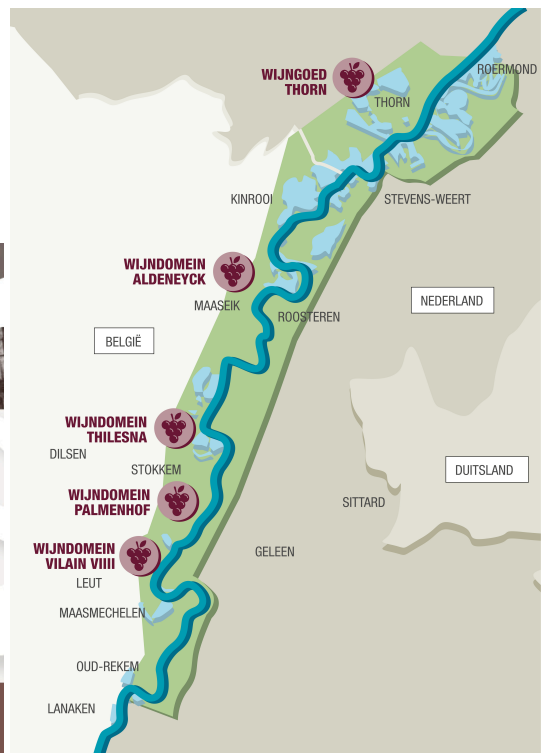 ROERMOND
WIJNGOED
THORN
THORN
KINROOI
STEVENS-WEERT
WIJNDOMEIN
ALDENEYCK
MAASEIK
NEDERLAND
ROOSTEREN
BELGIË
WIJNDOMEIN
THILESNA
DILSEN
STOKKEM
DUITSLAND
WIJNDOMEIN
PALMENHOF
SITTARD
WIJNDOMEIN
VILAIN VIIII
GELEEN
LEUT
MAASMECHELEN
OUD-REKEM
LANAKEN